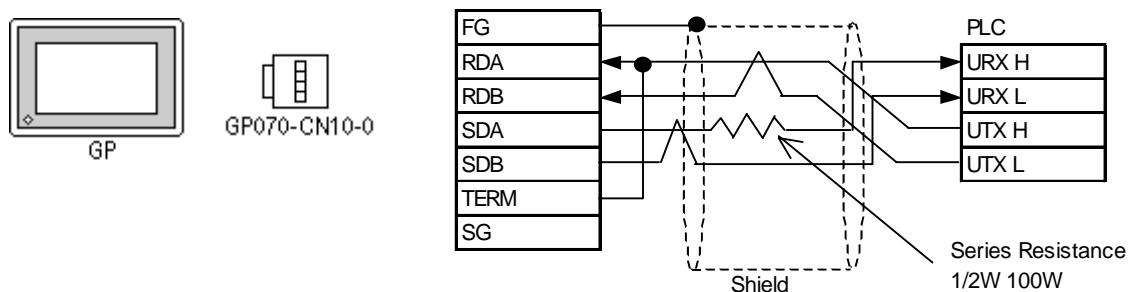 GP
GP070-CN10-0
FG
RDA
RDB
SDA
SDB
TERM
SG
PLC
URX H
URX L
UTX H
UTX L
Shield
Series Resistance
1/2W 100W